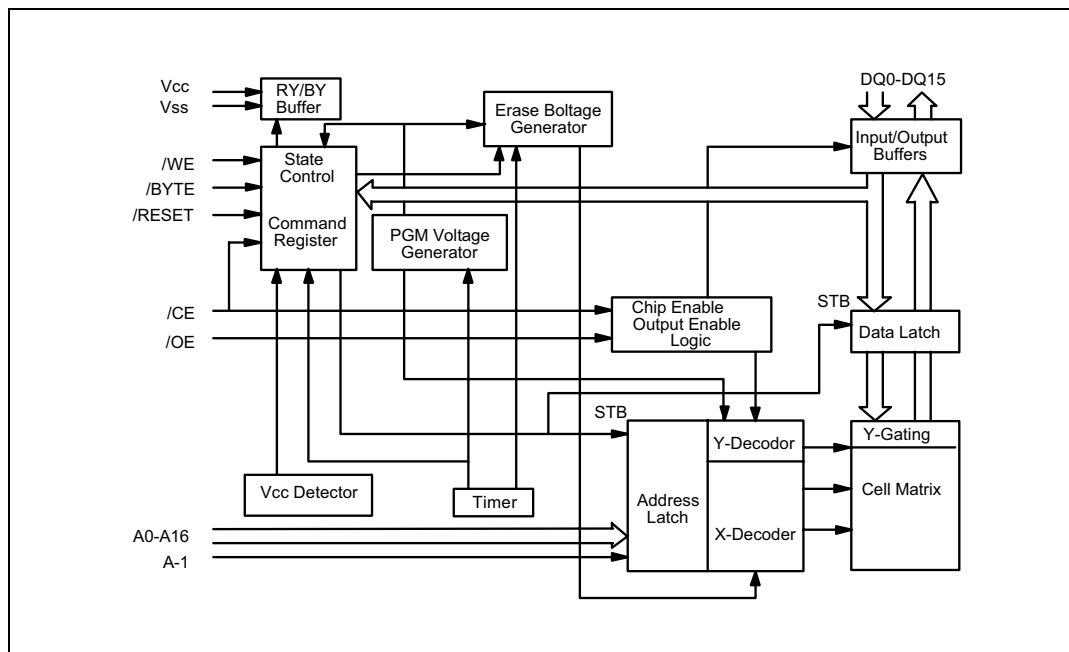 Vcc
Vss
RY/BY
Buffer
Erase Boltage
Generator
DQ0-DQ15
Input/Output
Buffers
/WE
/BYTE
/RESET
State
Control
Command
Register
PGM Voltage
Generator
/CE
/OE
Chip Enable
Output Enable
Logic
STB
Data Latch
STB
Address
Latch
Y-Decodor
X-Decoder
Y-Gating
Cell Matrix
Vcc Detector
Timer
A0-A16
A-1